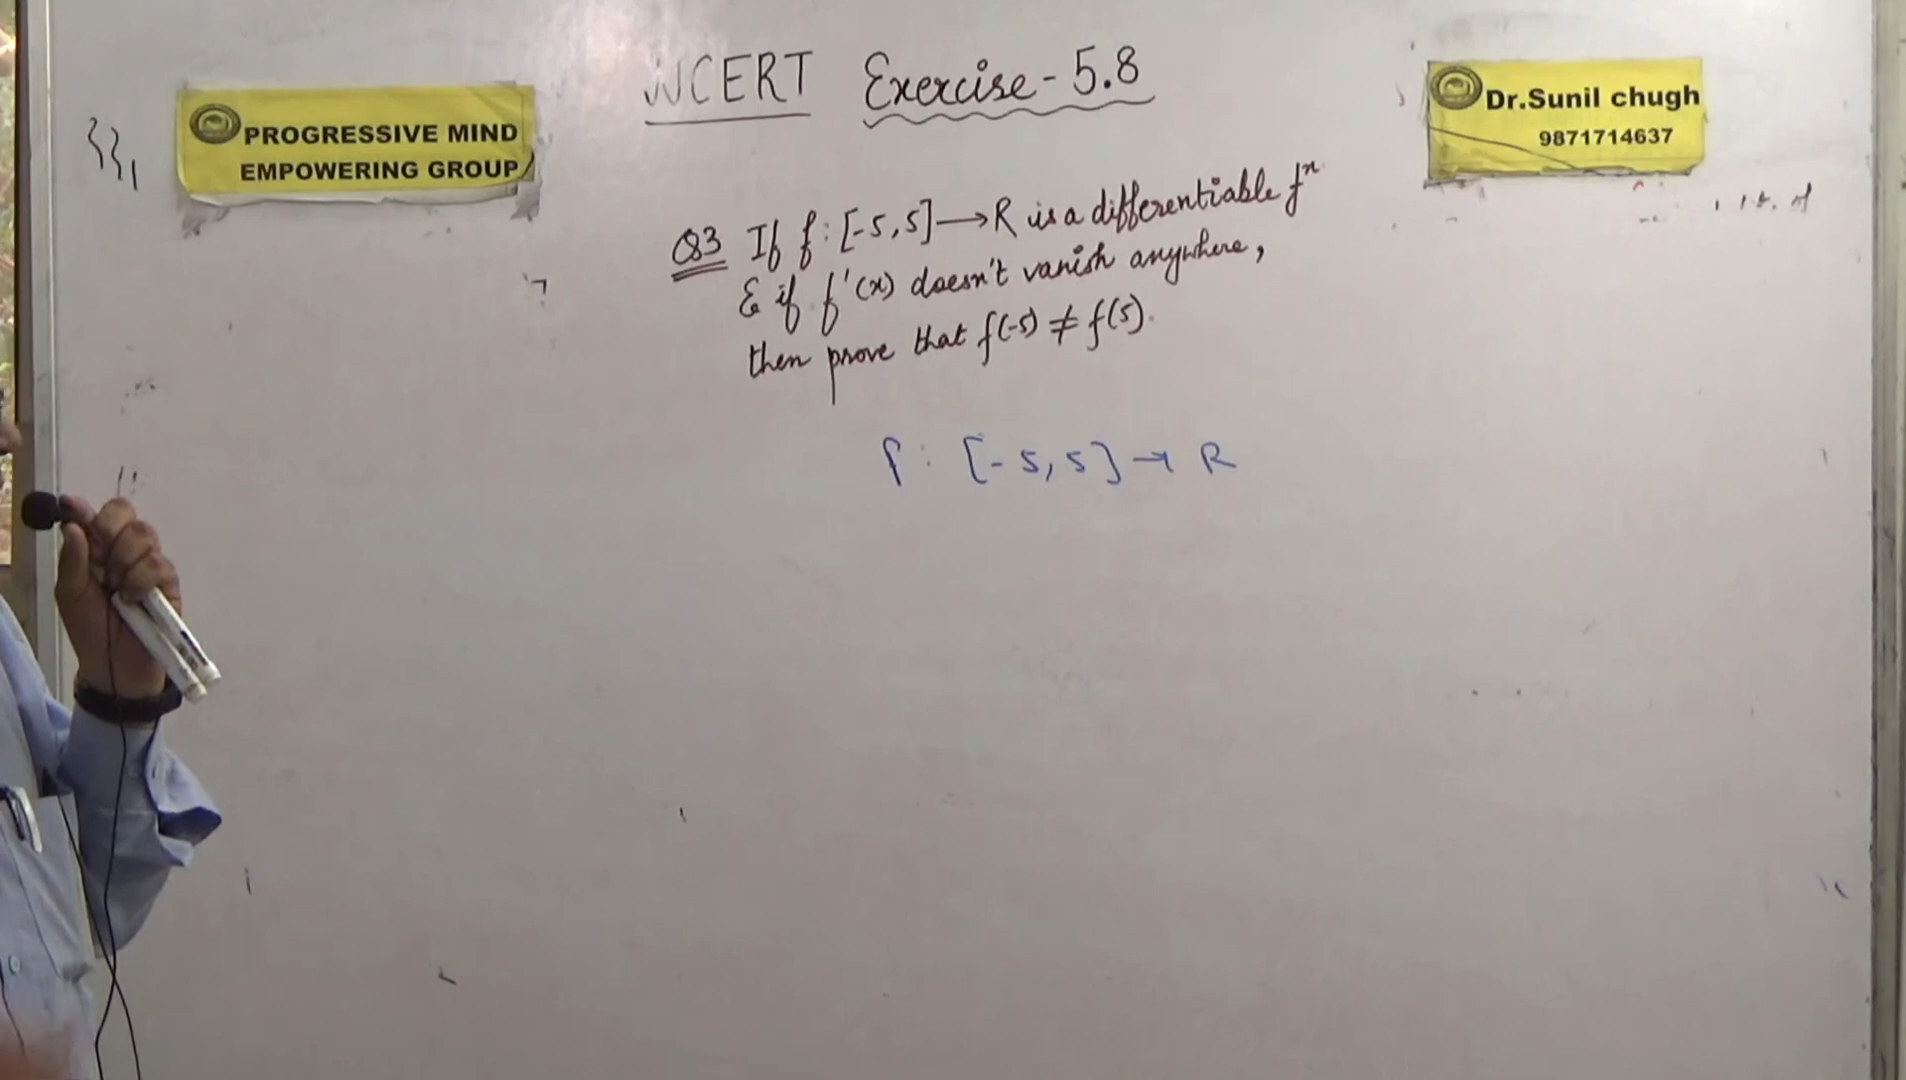 NCERT Exercise - 5.8
PROGRESSIVE MIND
EMPOWERING GROUP
Dr.Sunil chugh
9871714637
Q3 If f : [-5, 5] ⟶ R is a differentiable fⁿ
& if f'(x) doesn't vanish anywhere,
then prove that f(-5) ≠ f(5).
f : [-5, 5] → R